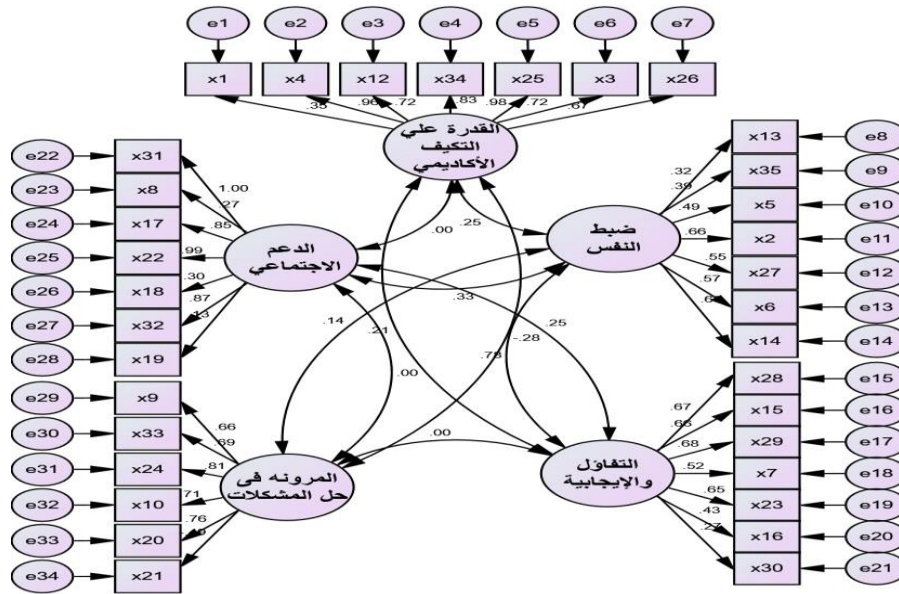 e1 e2 e3 e4 e5 e6 e7
x1 x4 x12 x34 x25 x3 x26
.35 .96 .72 .83 .98 .72 .67
القدرة علي
التكيف
الأكاديمي
e22 x31 1.00
e23 x8 .27
e24 x17 .85
e25 x22 .99
e26 x18 .30
e27 x32 .87
e28 x19 .13
الدعم
الاجتماعي
x13 e8 .32
x35 e9 .39
x5 e10 .49
x2 e11 .66
x27 e12 .55
x6 e13 .57
x14 e14
ضبط
النفس
.00 .25
.33
.14 .21 .25
-.28
.00 .78
.00
e29 x9 .66
e30 x33 .69
e31 x24 .81
e32 x10 .71
e33 x20 .76
e34 x21
المرونه فى
حل المشكلات
x28 e15 .67
x15 e16
x29 e17 .68
x7 e18 .52
x23 e19 .65
x16 e20 .43
x30 e21 .27
التفاؤل
والإيجابية